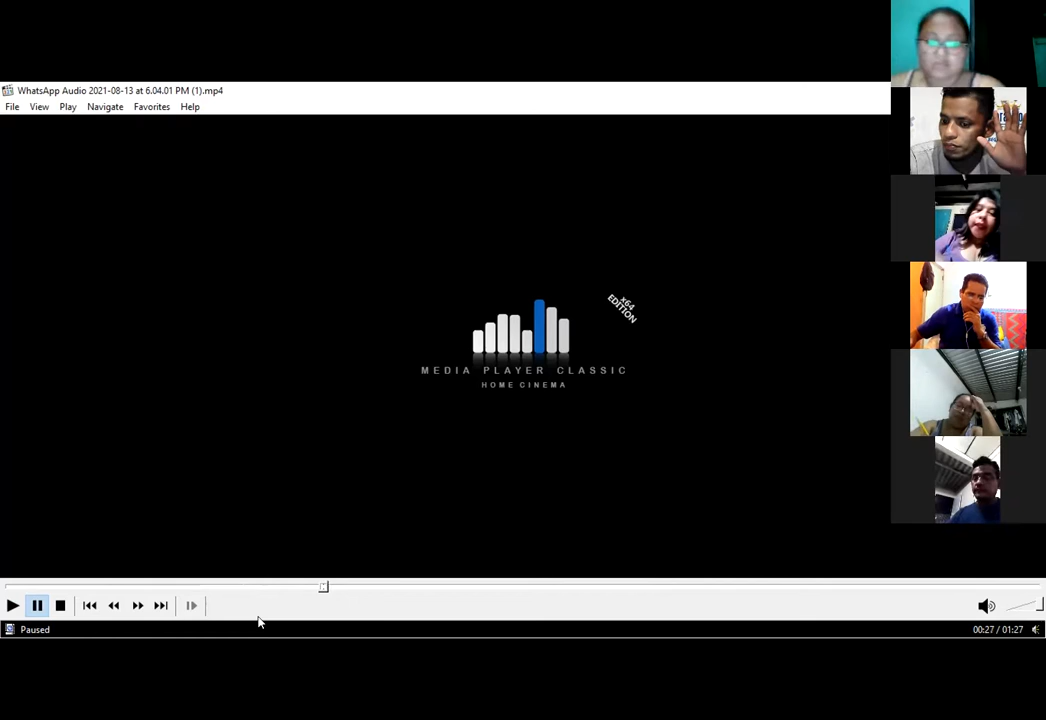 WhatsApp Audio 2021-08-13 at 6.04.01 PM (1).mp4
File View Play Navigate Favorites Help
x64
EDITION
MEDIA PLAYER CLASSIC
HOME CINEMA
Paused
00:27 / 01:27